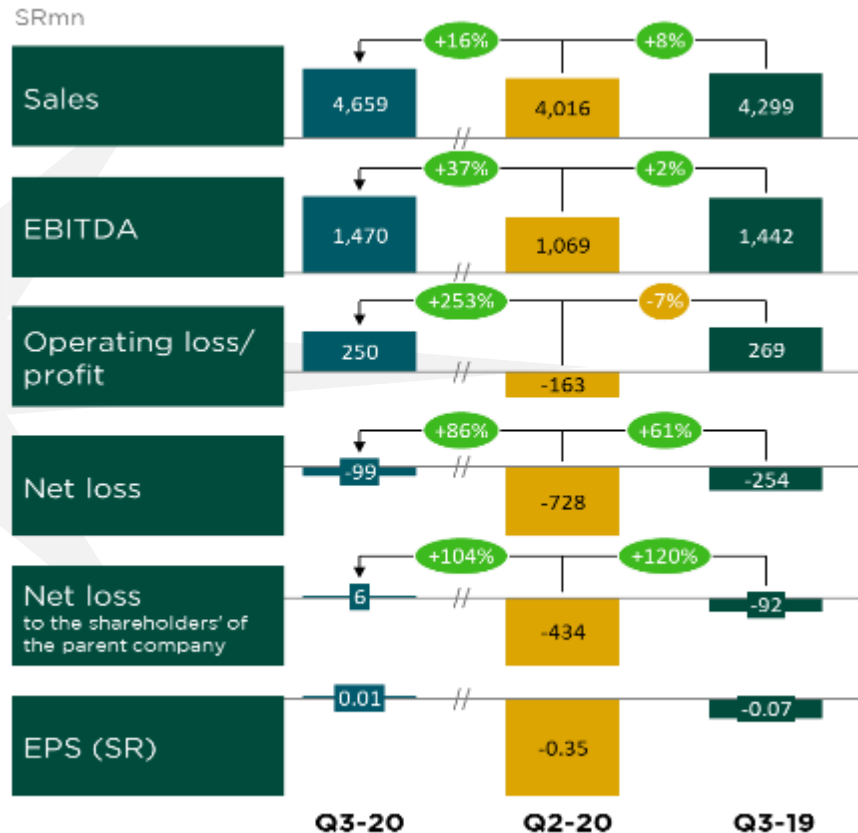 SRmn
+16%
+8%
Sales
4,659
4,016
4,299
+37%
+2%
EBITDA
1,470
1,069
1,442
+253%
-7%
Operating loss/
profit
250
-163
269
+86%
+61%
Net loss
-99
-728
-254
+104%
+120%
Net loss
to the shareholders' of
the parent company
6
-434
-92
EPS (SR)
0.01
-0.35
-0.07
Q3-20
Q2-20
Q3-19